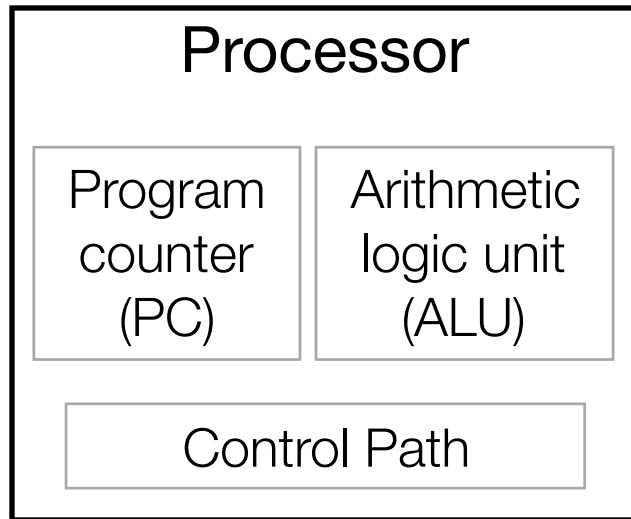 Processor
Program
counter
(PC)
Arithmetic
logic unit
(ALU)
Control Path